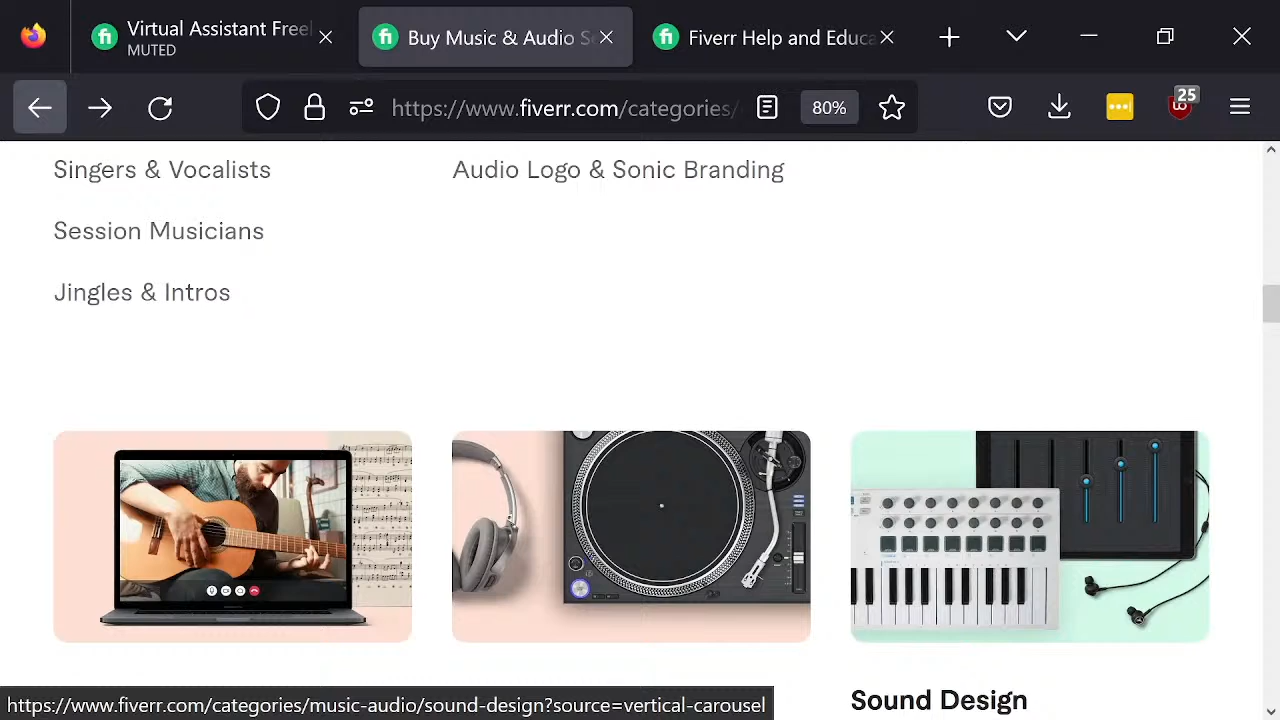 Virtual Assistant Freel
MUTED
Buy Music & Audio Se
Fiverr Help and Educa
https://www.fiverr.com/categories/
80%
25
Singers & Vocalists
Audio Logo & Sonic Branding
Session Musicians
Jingles & Intros
Sound Design
https://www.fiverr.com/categories/music-audio/sound-design?source=vertical-carousel